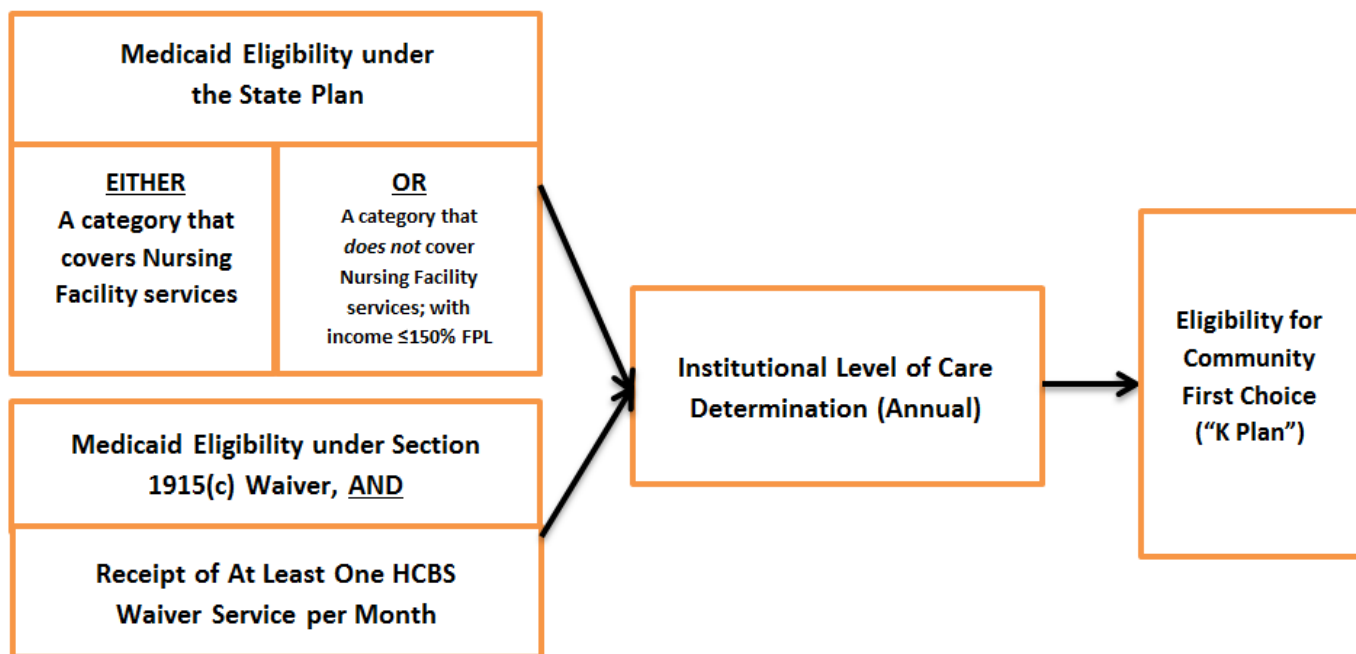 Medicaid Eligibility under
the State Plan
EITHER
A category that
covers Nursing
Facility services
OR
A category that
does not cover
Nursing Facility
services; with
income ≤150% FPL
Medicaid Eligibility under Section
1915(c) Waiver, AND
Receipt of At Least One HCBS
Waiver Service per Month
Institutional Level of Care
Determination (Annual)
Eligibility for
Community
First Choice
(“K Plan”)